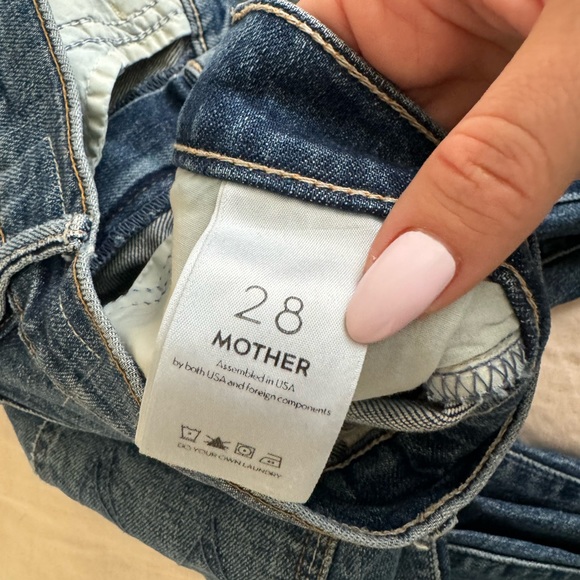 28
MOTHER
Assembled in USA
by both USA and foreign components
DO YOUR OWN LAUNDRY